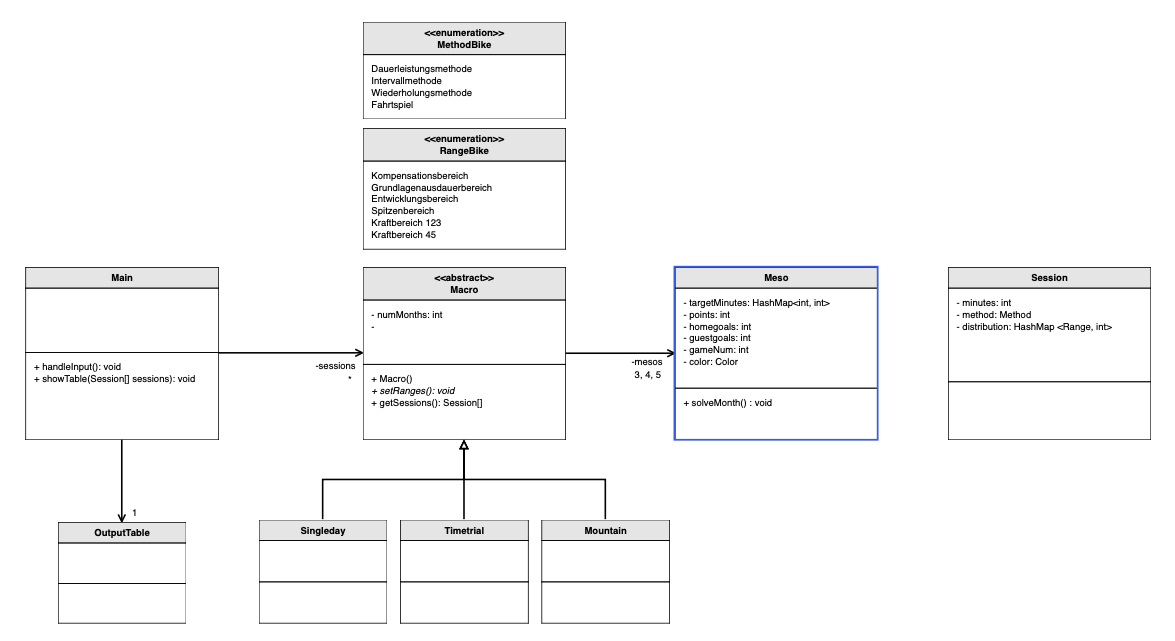 <<enumeration>>
MethodBike
Dauerleistungsmethode
Intervallmethode
Wiederholungsmethode
Fahrtspiel
<<enumeration>>
RangeBike
Kompensationsbereich
Grundlagenausdauerbereich
Entwicklungsbereich
Spitzenbereich
Kraftbereich 123
Kraftbereich 45
Main
+ handleInput(): void
+ showTable(Session[] sessions): void
-sessions
*
<<abstract>>
Macro
- numMonths: int
-
+ Macro()
+ setRanges(): void
+ getSessions(): Session[]
-mesos
3, 4, 5
Meso
- targetMinutes: HashMap<int, int>
- points: int
- homegoals: int
- guestgoals: int
- gameNum: int
- color: Color
+ solveMonth() : void
Session
- minutes: int
- method: Method
- distribution: HashMap <Range, int>
1
OutputTable
Singleday
Timetrial
Mountain